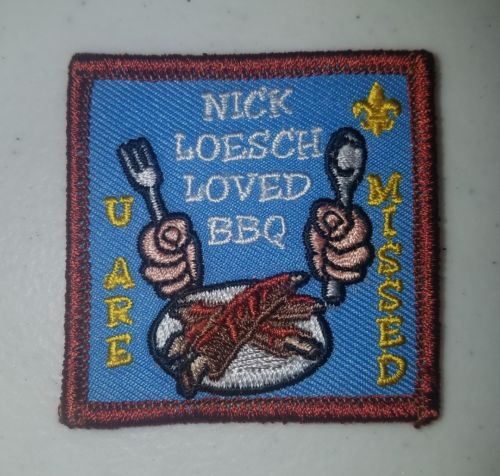 NICK
LOESCH
LOVED
BBQ
U ARE
MISSED